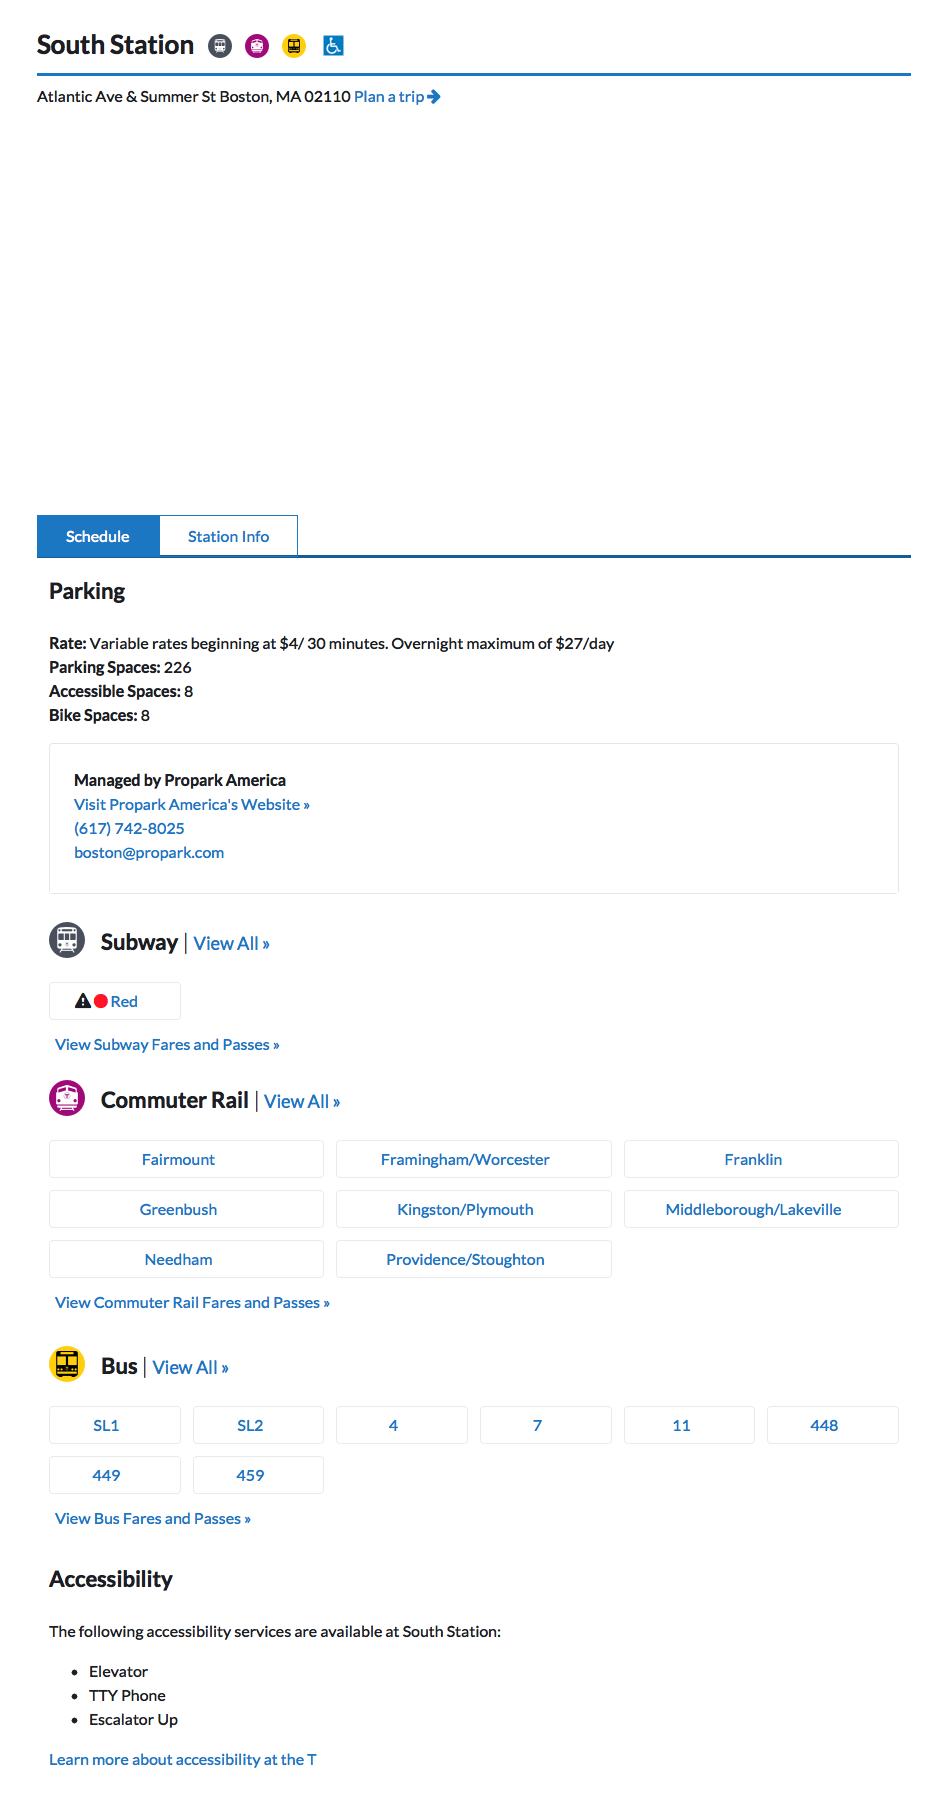 South Station
Atlantic Ave & Summer St Boston, MA 02110 Plan a trip
Schedule
Station Info
Parking
Rate: Variable rates beginning at $4/ 30 minutes. Overnight maximum of $27/day
Parking Spaces: 226
Accessible Spaces: 8
Bike Spaces: 8
Managed by Propark America
Visit Propark America's Website »
(617) 742-8025
boston@propark.com
Subway | View All »
Red
View Subway Fares and Passes »
Commuter Rail | View All »
Fairmount
Framingham/Worcester
Franklin
Greenbush
Kingston/Plymouth
Middleborough/Lakeville
Needham
Providence/Stoughton
View Commuter Rail Fares and Passes »
Bus | View All »
SL1
SL2
4
7
11
448
449
459
View Bus Fares and Passes »
Accessibility
The following accessibility services are available at South Station:
• Elevator
• TTY Phone
• Escalator Up
Learn more about accessibility at the T